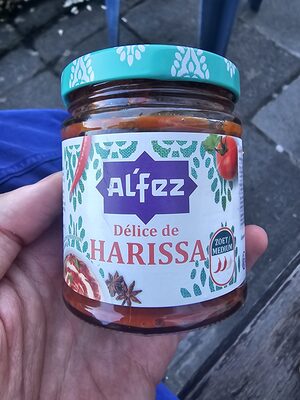 AL'fez
Délice de
HARISSA
ZOET
MEDIUM